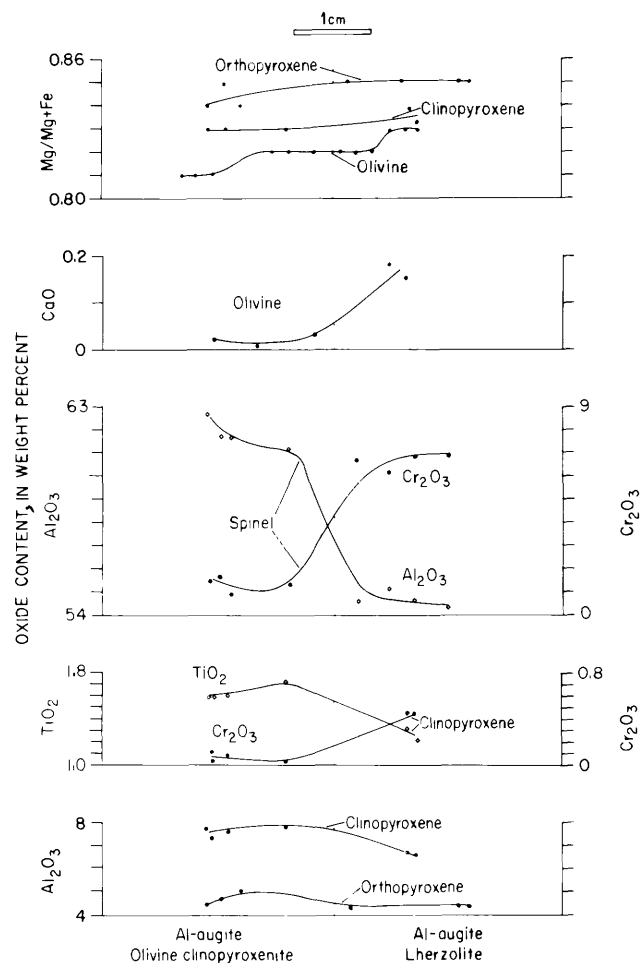 1cm
0.86
Orthopyroxene
Clinopyroxene
Mg/Mg+Fe
Olivine
0.80
0.2
CaO
Olivine
0
OXIDE CONTENT, IN WEIGHT PERCENT
63
9
Al₂O₃
Cr₂O₃
Spinel
Cr₂O₃
Al₂O₃
54
0
1.8
0.8
TiO₂
TiO₂
Cr₂O₃
Clinopyroxene
Cr₂O₃
1.0
0
8
Clinopyroxene
Al₂O₃
Orthopyroxene
4
Al-augite
Olivine clinopyroxenite
Al-augite
Lherzolite